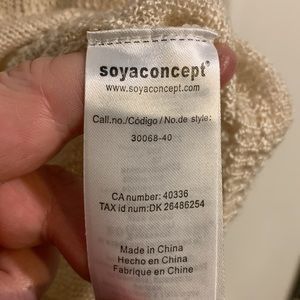 soyaconcept®
www.soyaconcept.com
Call.no./Código/No.de style:
30068-40
CA number: 40336
TAX id num:DK 26486254
Made in China
Hecho en China
Fabrique en Chine